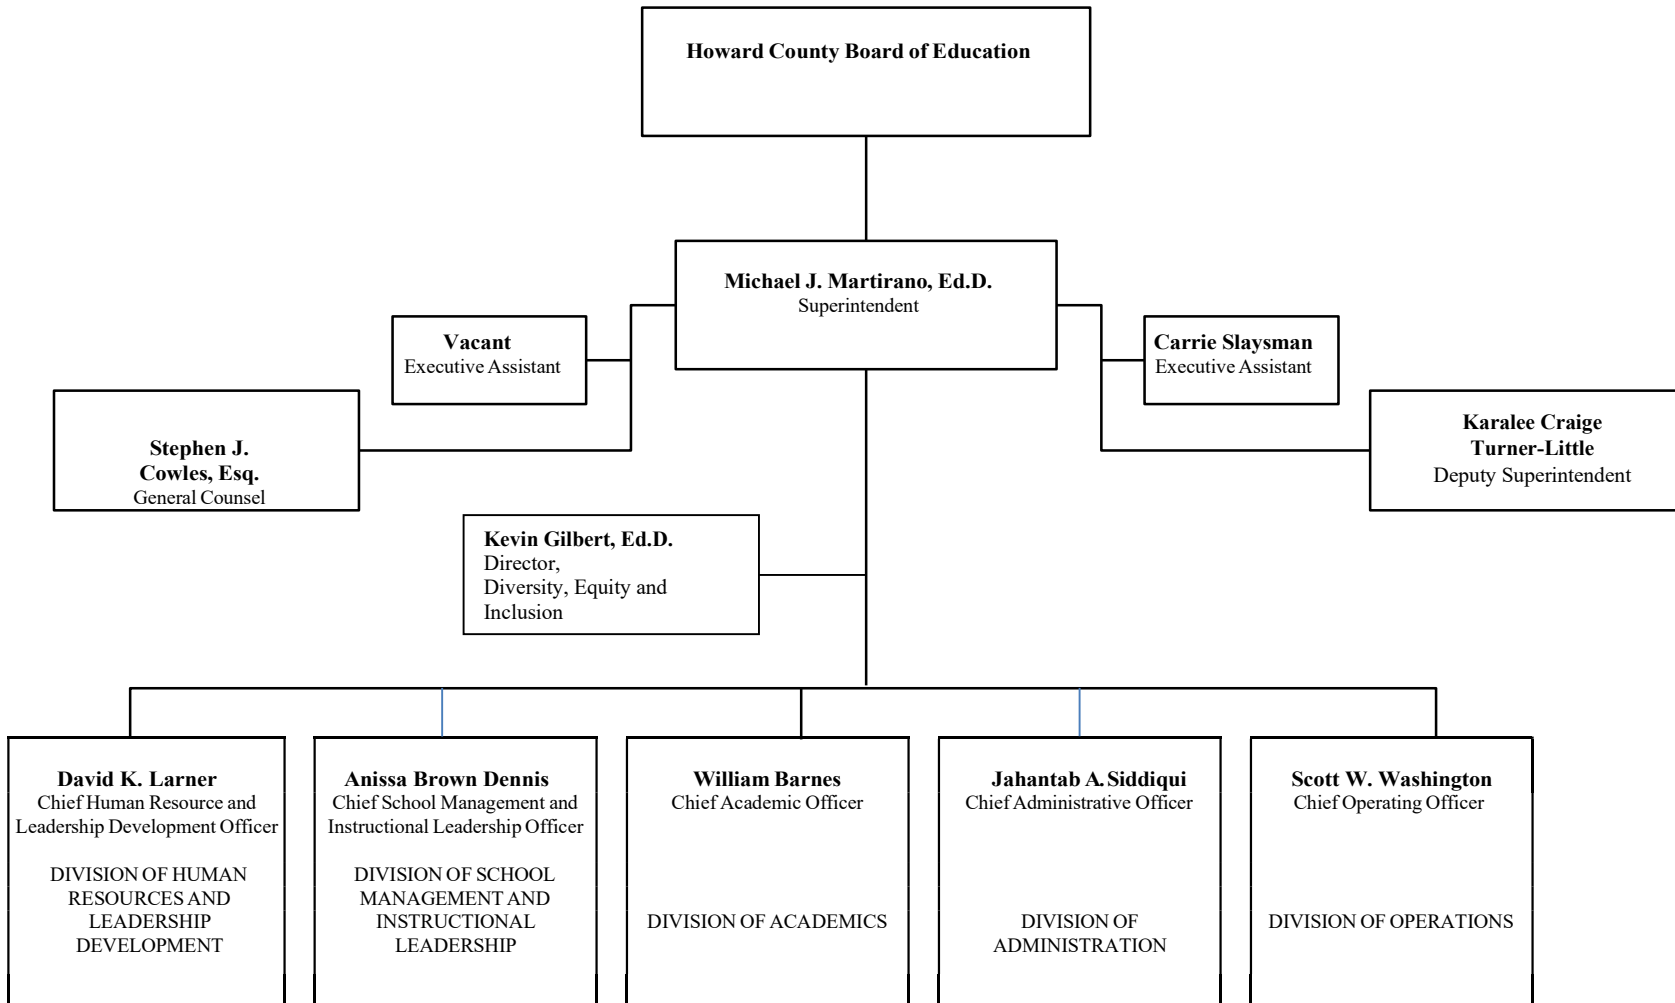 Howard County Board of Education
Michael J. Martirano, Ed.D.
Superintendent
Vacant
Executive Assistant
Carrie Slaysman
Executive Assistant
Stephen J.
Cowles, Esq.
General Counsel
Karalee Craige
Turner-Little
Deputy Superintendent
Kevin Gilbert, Ed.D.
Director,
Diversity, Equity and
Inclusion
David K. Larner
Chief Human Resource and
Leadership Development Officer
DIVISION OF HUMAN
RESOURCES AND
LEADERSHIP
DEVELOPMENT
Anissa Brown Dennis
Chief School Management and
Instructional Leadership Officer
DIVISION OF SCHOOL
MANAGEMENT AND
INSTRUCTIONAL
LEADERSHIP
William Barnes
Chief Academic Officer
DIVISION OF ACADEMICS
Jahantab A. Siddiqui
Chief Administrative Officer
DIVISION OF
ADMINISTRATION
Scott W. Washington
Chief Operating Officer
DIVISION OF OPERATIONS